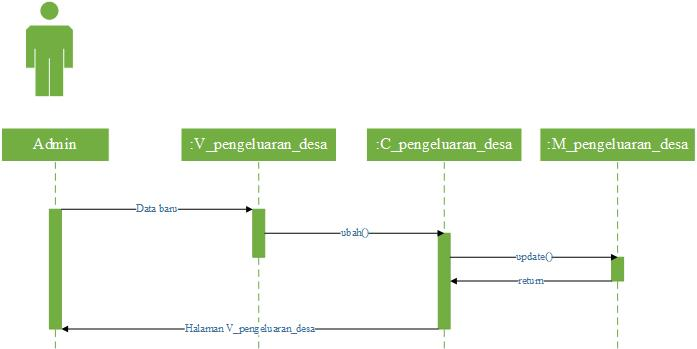 Admin
:V_pengeluaran_desa
:C_pengeluaran_desa
:M_pengeluaran_desa
Data baru
ubah()
update()
return
Halaman V_pengeluaran_desa